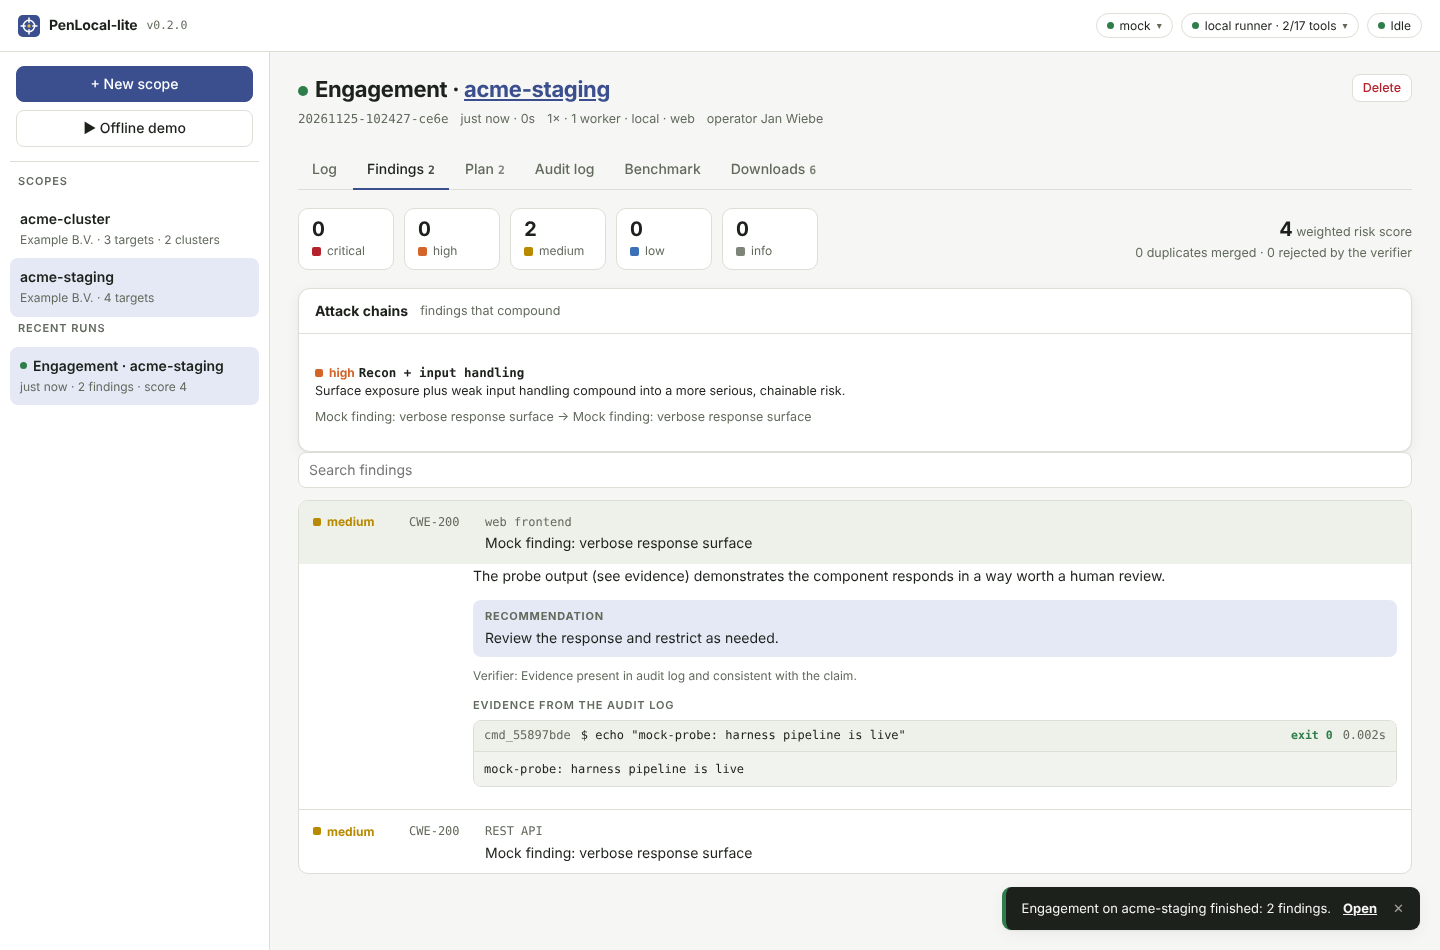 PenLocal-lite v0.2.0
mock ▾ local runner · 2/17 tools ▾ Idle
+ New scope
▶ Offline demo
SCOPES
acme-cluster
Example B.V. · 3 targets · 2 clusters
acme-staging
Example B.V. · 4 targets
RECENT RUNS
Engagement · acme-staging
just now · 2 findings · score 4
Engagement · acme-staging
Delete
20261125-102427-ce6e just now · 0s 1× · 1 worker · local · web operator Jan Wiebe
Log Findings 2 Plan 2 Audit log Benchmark Downloads 6
0 critical
0 high
2 medium
0 low
0 info
4 weighted risk score
0 duplicates merged · 0 rejected by the verifier
Attack chains findings that compound
high Recon + input handling
Surface exposure plus weak input handling compound into a more serious, chainable risk.
Mock finding: verbose response surface → Mock finding: verbose response surface
Search findings
medium CWE-200 web frontend
Mock finding: verbose response surface
The probe output (see evidence) demonstrates the component responds in a way worth a human review.
RECOMMENDATION
Review the response and restrict as needed.
Verifier: Evidence present in audit log and consistent with the claim.
EVIDENCE FROM THE AUDIT LOG
cmd_55897bde $ echo "mock-probe: harness pipeline is live" exit 0 0.002s
mock-probe: harness pipeline is live
medium CWE-200 REST API
Mock finding: verbose response surface
Engagement on acme-staging finished: 2 findings. Open ×